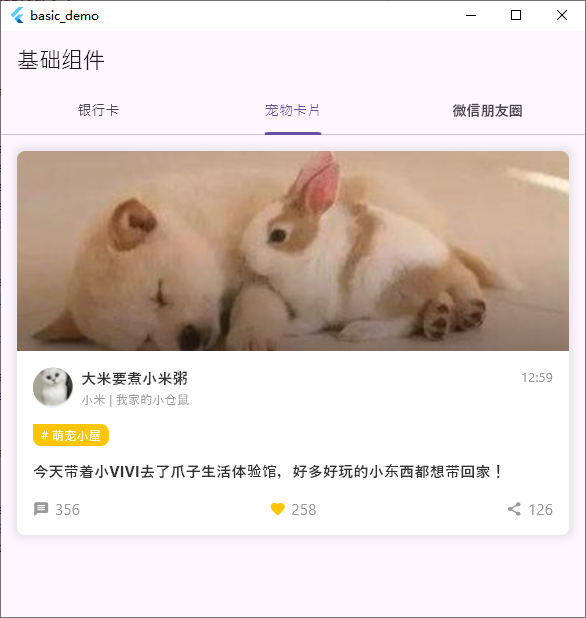 basic_demo
基础组件
银行卡
宠物卡片
微信朋友圈
大米要煮小米粥
12:59
小米 | 我家的小仓鼠
# 萌宠小屋
今天带着小VIVI去了爪子生活体验馆，好多好玩的小东西都想带回家！
356
258
126